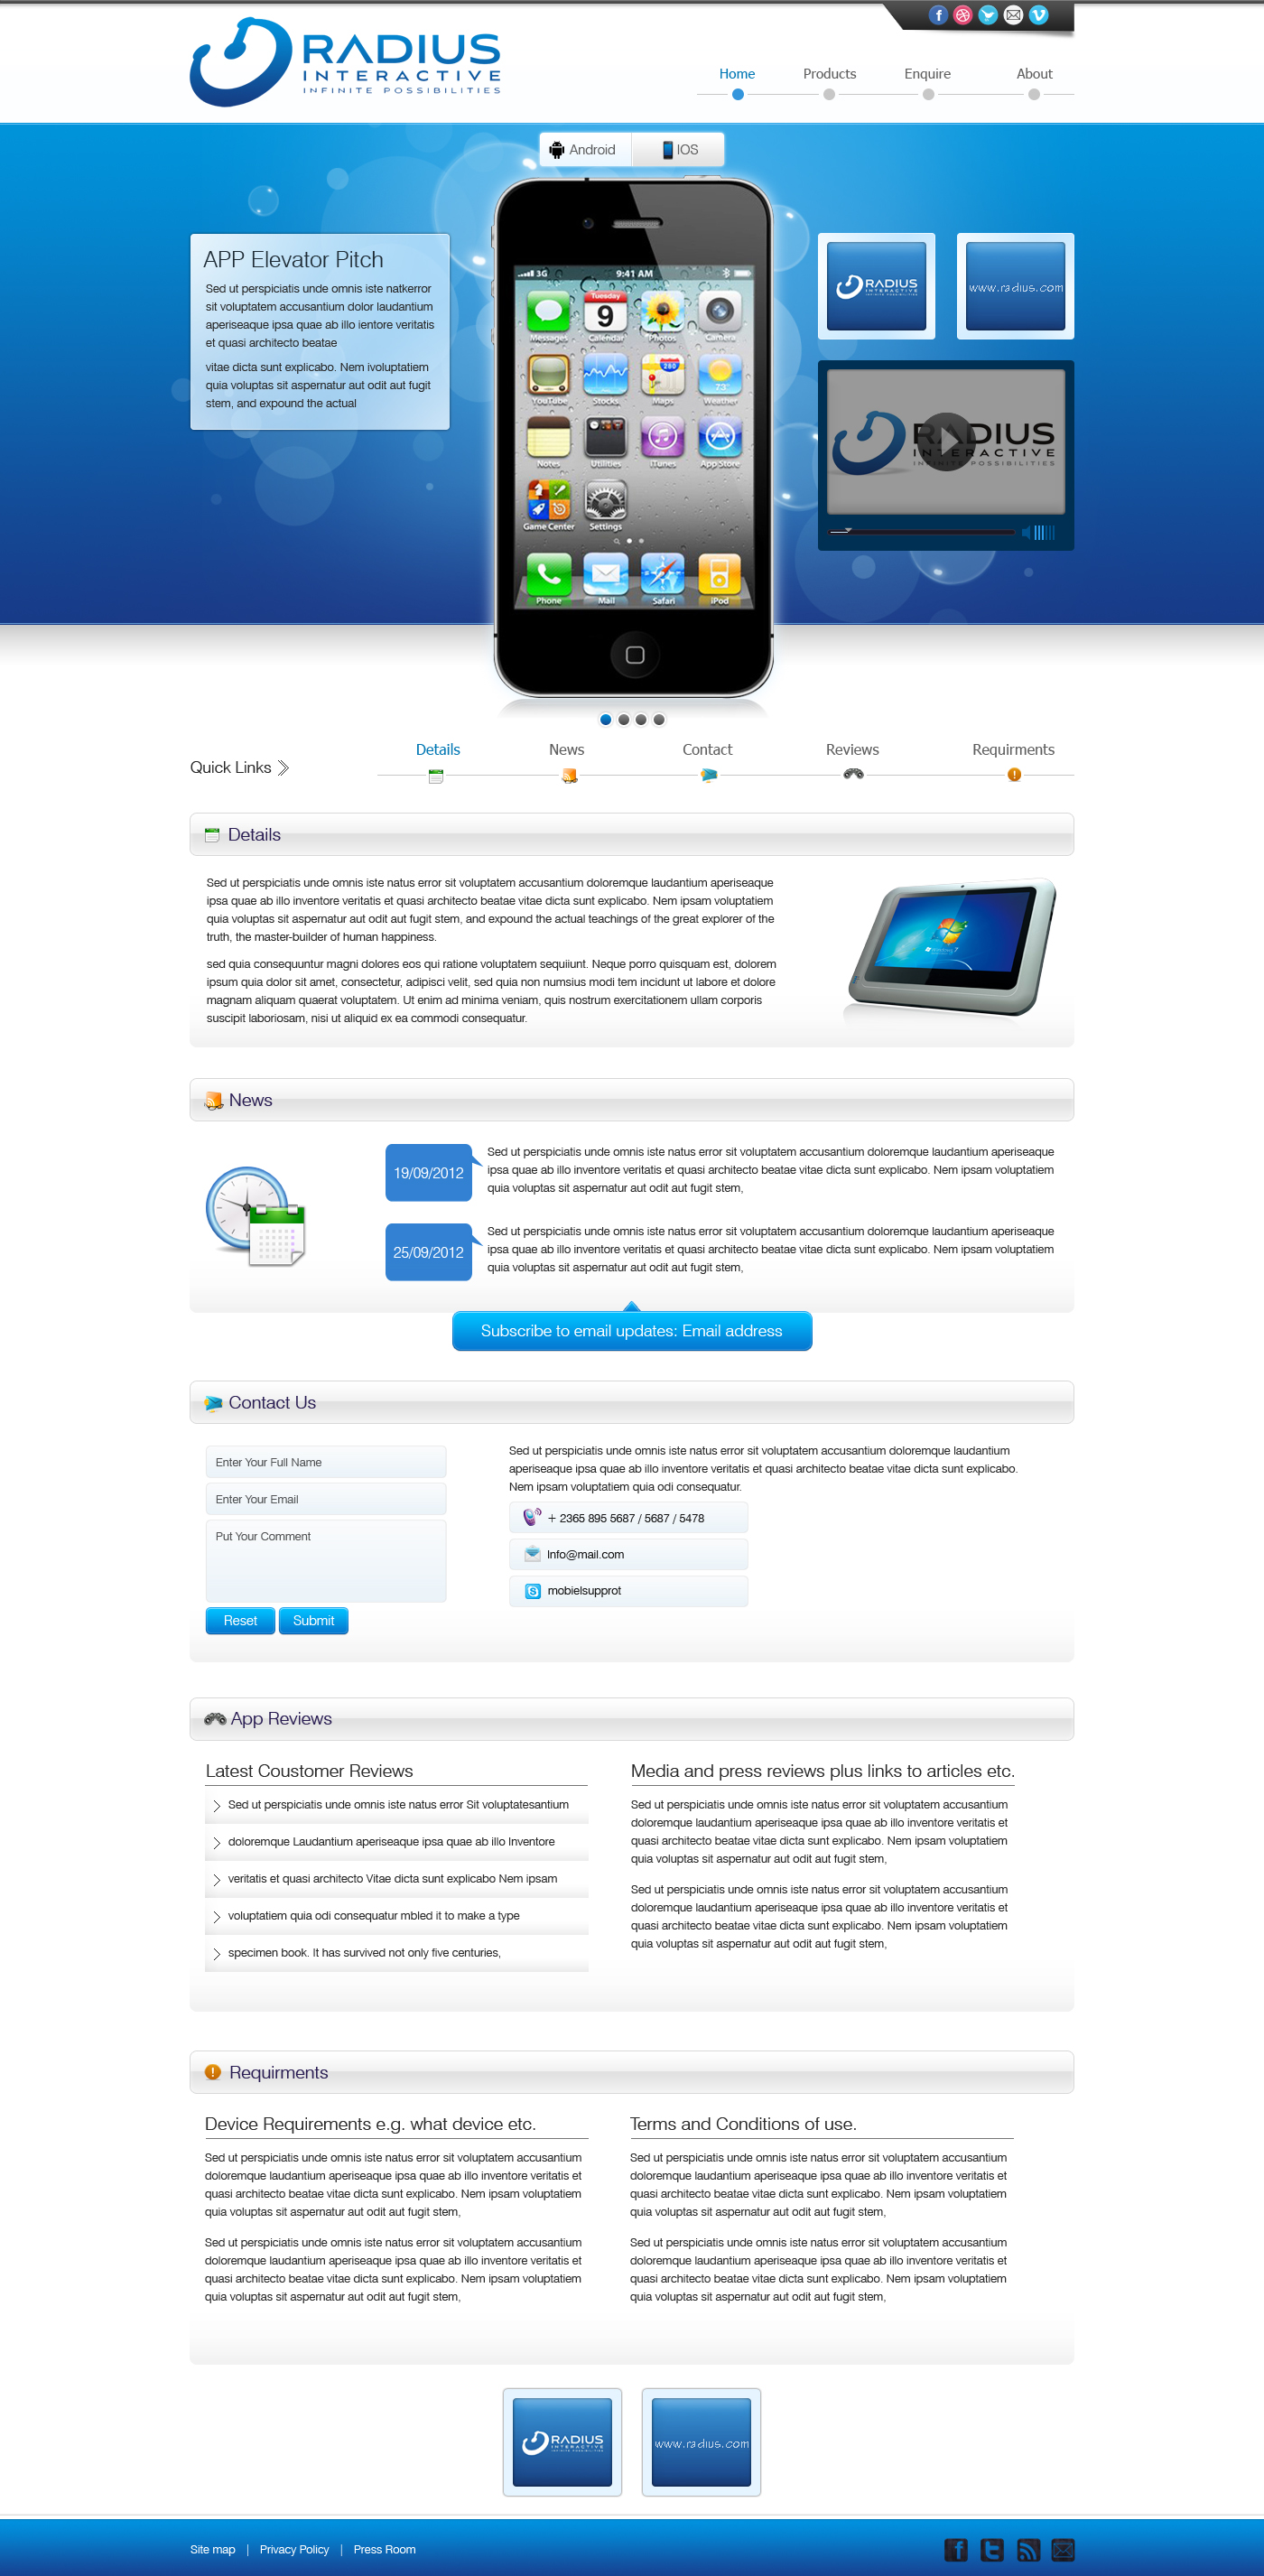 RADIUS
INTERACTIVE
INFINITE POSSIBILITIES
Home Products Enquire About
Android IOS
APP Elevator Pitch
Sed ut perspiciatis unde omnis iste natkerror
sit voluptatem accusantium dolor laudantium
aperiseaque ipsa quae ab illo ientore veritatis
et quasi architecto beatae
vitae dicta sunt explicabo. Nem ivoluptatiem
quia voluptas sit aspernatur aut odit aut fugit
stem, and expound the actual
3G 9:41 AM
Tuesday
9
280
73°
Messages Calendar Photos Camera
YouTube Stocks Maps Weather
Notes Utilities iTunes App Store
Game Center Settings
Phone Mail Safari iPod
RADIUS
INTERACTIVE
INFINITE POSSIBILITIES
www.radius.com
RADIUS
INTERACTIVE
INFINITE POSSIBILITIES
Quick Links
Details News Contact Reviews Requirments
Details
Sed ut perspiciatis unde omnis iste natus error sit voluptatem accusantium doloremque laudantium aperiseaque
ipsa quae ab illo inventore veritatis et quasi architecto beatae vitae dicta sunt explicabo. Nem ipsam voluptatiem
quia voluptas sit aspernatur aut odit aut fugit stem, and expound the actual teachings of the great explorer of the
truth, the master-builder of human happiness.
sed quia consequuntur magni dolores eos qui ratione voluptatem sequiiunt. Neque porro quisquam est, dolorem
ipsum quia dolor sit amet, consectetur, adipisci velit, sed quia non numsius modi tem incidunt ut labore et dolore
magnam aliquam quaerat voluptatem. Ut enim ad minima veniam, quis nostrum exercitationem ullam corporis
suscipit laboriosam, nisi ut aliquid ex ea commodi consequatur.
News
19/09/2012
Sed ut perspiciatis unde omnis iste natus error sit voluptatem accusantium doloremque laudantium aperiseaque
ipsa quae ab illo inventore veritatis et quasi architecto beatae vitae dicta sunt explicabo. Nem ipsam voluptatiem
quia voluptas sit aspernatur aut odit aut fugit stem,
25/09/2012
Sed ut perspiciatis unde omnis iste natus error sit voluptatem accusantium doloremque laudantium aperiseaque
ipsa quae ab illo inventore veritatis et quasi architecto beatae vitae dicta sunt explicabo. Nem ipsam voluptatiem
quia voluptas sit aspernatur aut odit aut fugit stem,
Subscribe to email updates: Email address
Contact Us
Enter Your Full Name
Enter Your Email
Put Your Comment
Reset Submit
Sed ut perspiciatis unde omnis iste natus error sit voluptatem accusantium doloremque laudantium
aperiseaque ipsa quae ab illo inventore veritatis et quasi architecto beatae vitae dicta sunt explicabo.
Nem ipsam voluptatiem quia odi consequatur.
+ 2365 895 5687 / 5687 / 5478
Info@mail.com
mobielsupprot
App Reviews
Latest Coustomer Reviews
Sed ut perspiciatis unde omnis iste natus error Sit voluptatesantium
doloremque Laudantium aperiseaque ipsa quae ab illo Inventore
veritatis et quasi architecto Vitae dicta sunt explicabo Nem ipsam
voluptatiem quia odi consequatur mbled it to make a type
specimen book. It has survived not only five centuries,
Media and press reviews plus links to articles etc.
Sed ut perspiciatis unde omnis iste natus error sit voluptatem accusantium
doloremque laudantium aperiseaque ipsa quae ab illo inventore veritatis et
quasi architecto beatae vitae dicta sunt explicabo. Nem ipsam voluptatiem
quia voluptas sit aspernatur aut odit aut fugit stem,
Sed ut perspiciatis unde omnis iste natus error sit voluptatem accusantium
doloremque laudantium aperiseaque ipsa quae ab illo inventore veritatis et
quasi architecto beatae vitae dicta sunt explicabo. Nem ipsam voluptatiem
quia voluptas sit aspernatur aut odit aut fugit stem,
Requirments
Device Requirements e.g. what device etc.
Sed ut perspiciatis unde omnis iste natus error sit voluptatem accusantium
doloremque laudantium aperiseaque ipsa quae ab illo inventore veritatis et
quasi architecto beatae vitae dicta sunt explicabo. Nem ipsam voluptatiem
quia voluptas sit aspernatur aut odit aut fugit stem,
Sed ut perspiciatis unde omnis iste natus error sit voluptatem accusantium
doloremque laudantium aperiseaque ipsa quae ab illo inventore veritatis et
quasi architecto beatae vitae dicta sunt explicabo. Nem ipsam voluptatiem
quia voluptas sit aspernatur aut odit aut fugit stem,
Terms and Conditions of use.
Sed ut perspiciatis unde omnis iste natus error sit voluptatem accusantium
doloremque laudantium aperiseaque ipsa quae ab illo inventore veritatis et
quasi architecto beatae vitae dicta sunt explicabo. Nem ipsam voluptatiem
quia voluptas sit aspernatur aut odit aut fugit stem,
Sed ut perspiciatis unde omnis iste natus error sit voluptatem accusantium
doloremque laudantium aperiseaque ipsa quae ab illo inventore veritatis et
quasi architecto beatae vitae dicta sunt explicabo. Nem ipsam voluptatiem
quia voluptas sit aspernatur aut odit aut fugit stem,
RADIUS
INTERACTIVE
INFINITE POSSIBILITIES
www.radius.com
Site map | Privacy Policy | Press Room